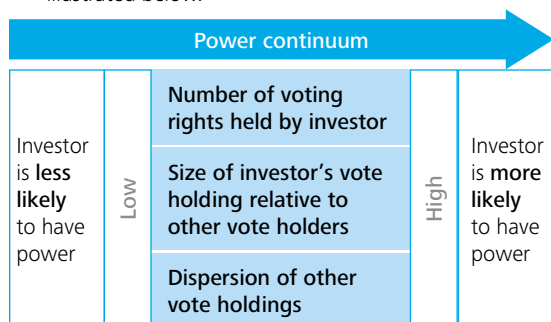 illustrated below.
Power continuum
Investor
is less
likely
to have
power
Low
Number of voting
rights held by investor
Size of investor's vote
holding relative to
other vote holders
Dispersion of other
vote holdings
High
Investor
is more
likely
to have
power